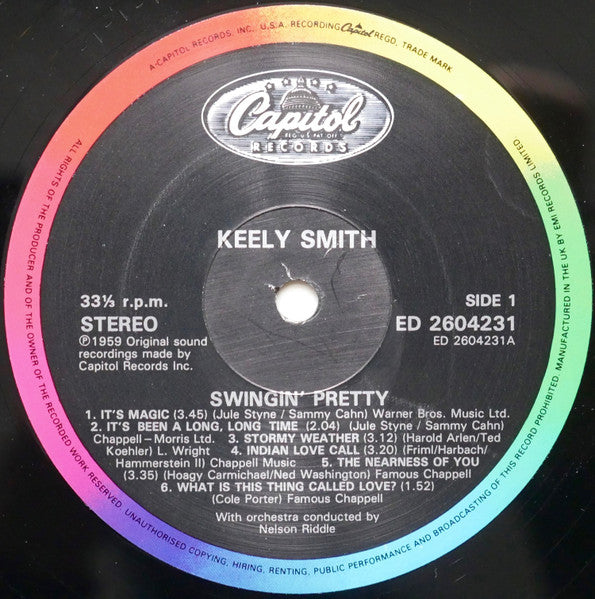 A CAPITOL RECORDS, INC. U.S.A. RECORDING Capitol REGD. TRADE MARK
ALL RIGHTS OF THE PRODUCER AND OF THE OWNER OF THE RECORDED WORK RESERVED. UNAUTHORISED COPYING, HIRING, RENTING, PUBLIC PERFORMANCE AND BROADCASTING OF THIS RECORD PROHIBITED. MANUFACTURED IN THE UK BY EMI RECORDS LIMITED
Capitol
REG. U.S. PAT. OFF.
RECORDS
KEELY SMITH
33⅓ r.p.m. SIDE 1
STEREO ED 2604231
Ⓟ1959 Original sound ED 2604231A
recordings made by
Capitol Records Inc.
SWINGIN' PRETTY
1. IT'S MAGIC (3.45) (Jule Styne / Sammy Cahn) Warner Bros. Music Ltd.
2. IT'S BEEN A LONG, LONG TIME (2.04) (Jule Styne / Sammy Cahn)
Chappell–Morris Ltd. 3. STORMY WEATHER (3.12) (Harold Arlen/Ted
Koehler) L. Wright 4. INDIAN LOVE CALL (3.20) (Friml/Harbach/
Hammerstein II) Chappell Music 5. THE NEARNESS OF YOU
(3.35) (Hoagy Carmichael/Ned Washington) Famous Chappell
6. WHAT IS THIS THING CALLED LOVE? (1.52)
(Cole Porter) Famous Chappell
With orchestra conducted by
Nelson Riddle